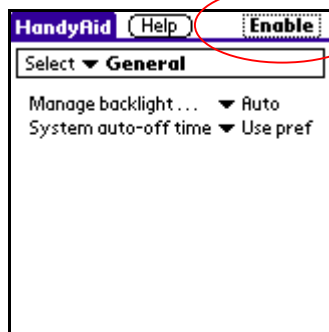 HandyAid Help Enable
Select General
Manage backlight... Auto
System auto-off time Use pref